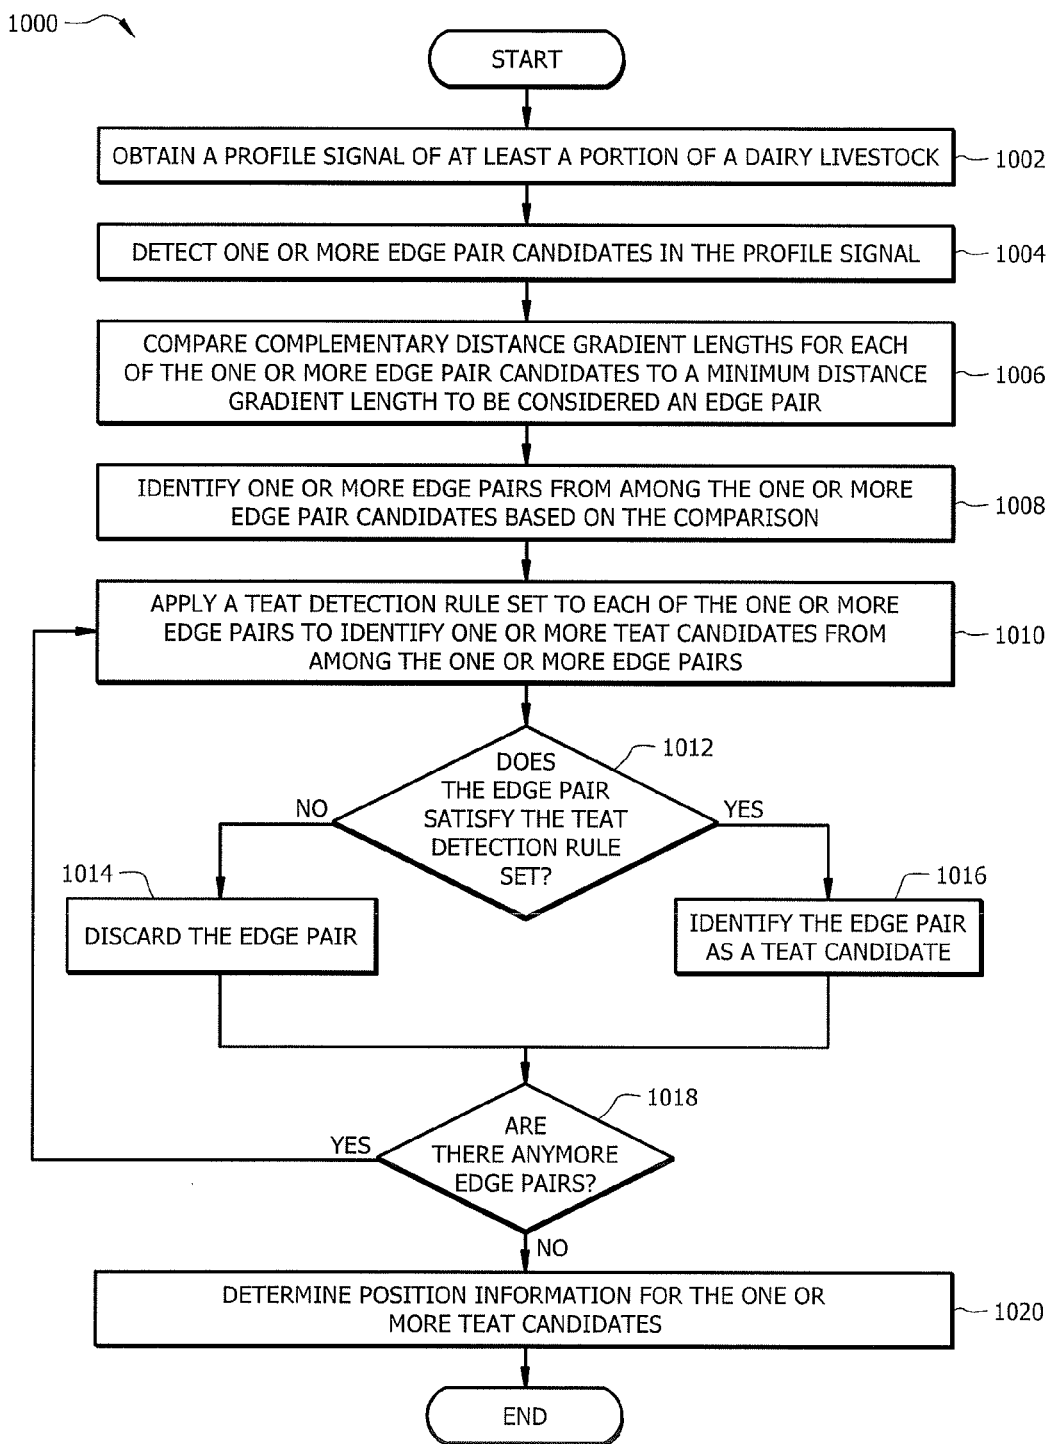 1000
START
OBTAIN A PROFILE SIGNAL OF AT LEAST A PORTION OF A DAIRY LIVESTOCK
1002
DETECT ONE OR MORE EDGE PAIR CANDIDATES IN THE PROFILE SIGNAL
1004
COMPARE COMPLEMENTARY DISTANCE GRADIENT LENGTHS FOR EACH
OF THE ONE OR MORE EDGE PAIR CANDIDATES TO A MINIMUM DISTANCE
GRADIENT LENGTH TO BE CONSIDERED AN EDGE PAIR
1006
IDENTIFY ONE OR MORE EDGE PAIRS FROM AMONG THE ONE OR MORE
EDGE PAIR CANDIDATES BASED ON THE COMPARISON
1008
APPLY A TEAT DETECTION RULE SET TO EACH OF THE ONE OR MORE
EDGE PAIRS TO IDENTIFY ONE OR MORE TEAT CANDIDATES FROM
AMONG THE ONE OR MORE EDGE PAIRS
1010
1012
DOES
THE EDGE PAIR
SATISFY THE TEAT
DETECTION RULE
SET?
NO
YES
1014
DISCARD THE EDGE PAIR
1016
IDENTIFY THE EDGE PAIR
AS A TEAT CANDIDATE
1018
ARE
THERE ANYMORE
EDGE PAIRS?
YES
NO
DETERMINE POSITION INFORMATION FOR THE ONE OR
MORE TEAT CANDIDATES
1020
END